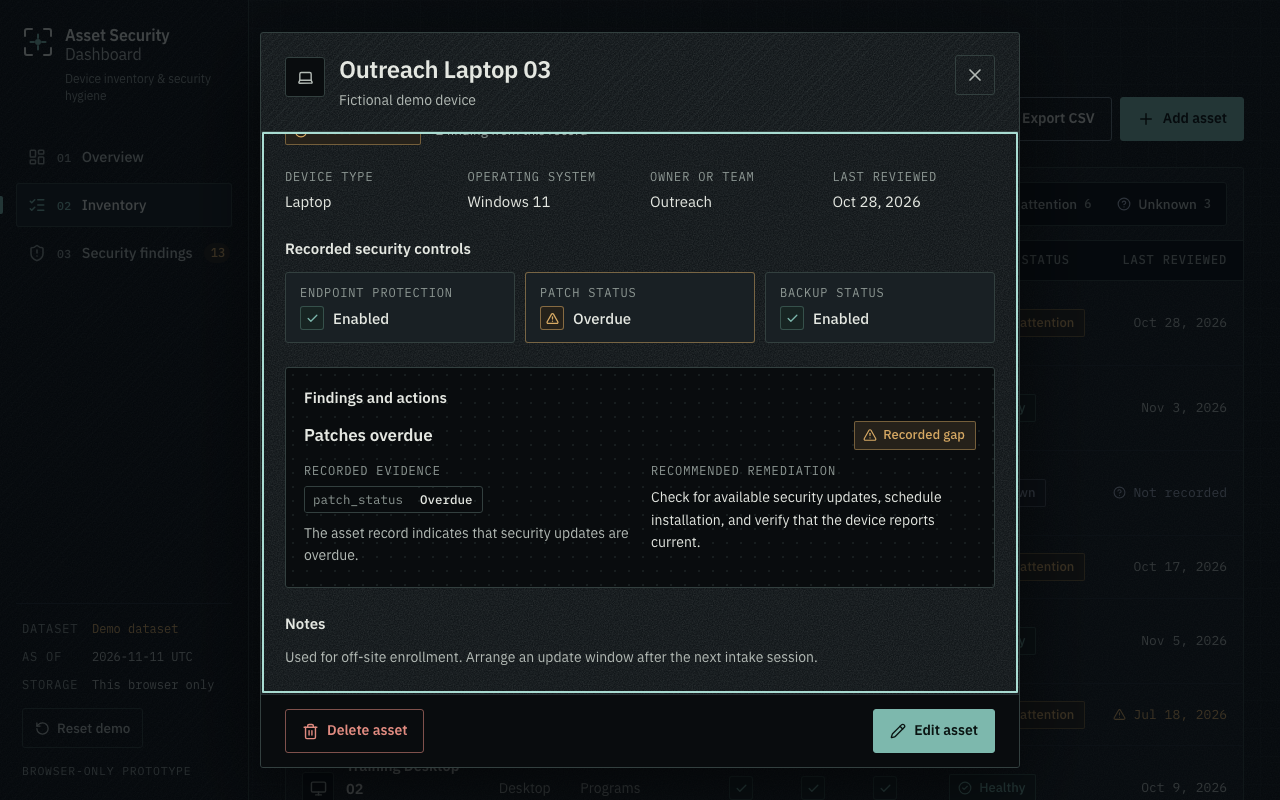 Asset Security
Dashboard
Device inventory & security
hygiene
01 Overview
02 Inventory
03 Security findings 13
DATASET Demo dataset
AS OF 2026-11-11 UTC
STORAGE This browser only
Reset demo
BROWSER-ONLY PROTOTYPE
Outreach Laptop 03
Fictional demo device
DEVICE TYPE
Laptop
OPERATING SYSTEM
Windows 11
OWNER OR TEAM
Outreach
LAST REVIEWED
Oct 28, 2026
Recorded security controls
ENDPOINT PROTECTION
Enabled
PATCH STATUS
Overdue
BACKUP STATUS
Enabled
Findings and actions
Patches overdue
Recorded gap
RECORDED EVIDENCE
patch_status Overdue
The asset record indicates that security updates are
overdue.
RECOMMENDED REMEDIATION
Check for available security updates, schedule
installation, and verify that the device reports
current.
Notes
Used for off-site enrollment. Arrange an update window after the next intake session.
Delete asset
Edit asset
Export CSV
Add asset
attention 6
Unknown 3
STATUS
LAST REVIEWED
attention
Oct 28, 2026
Nov 3, 2026
Not recorded
attention
Oct 17, 2026
Nov 5, 2026
attention
Jul 18, 2026
Training Desktop
02
Desktop
Programs
Healthy
Oct 9, 2026